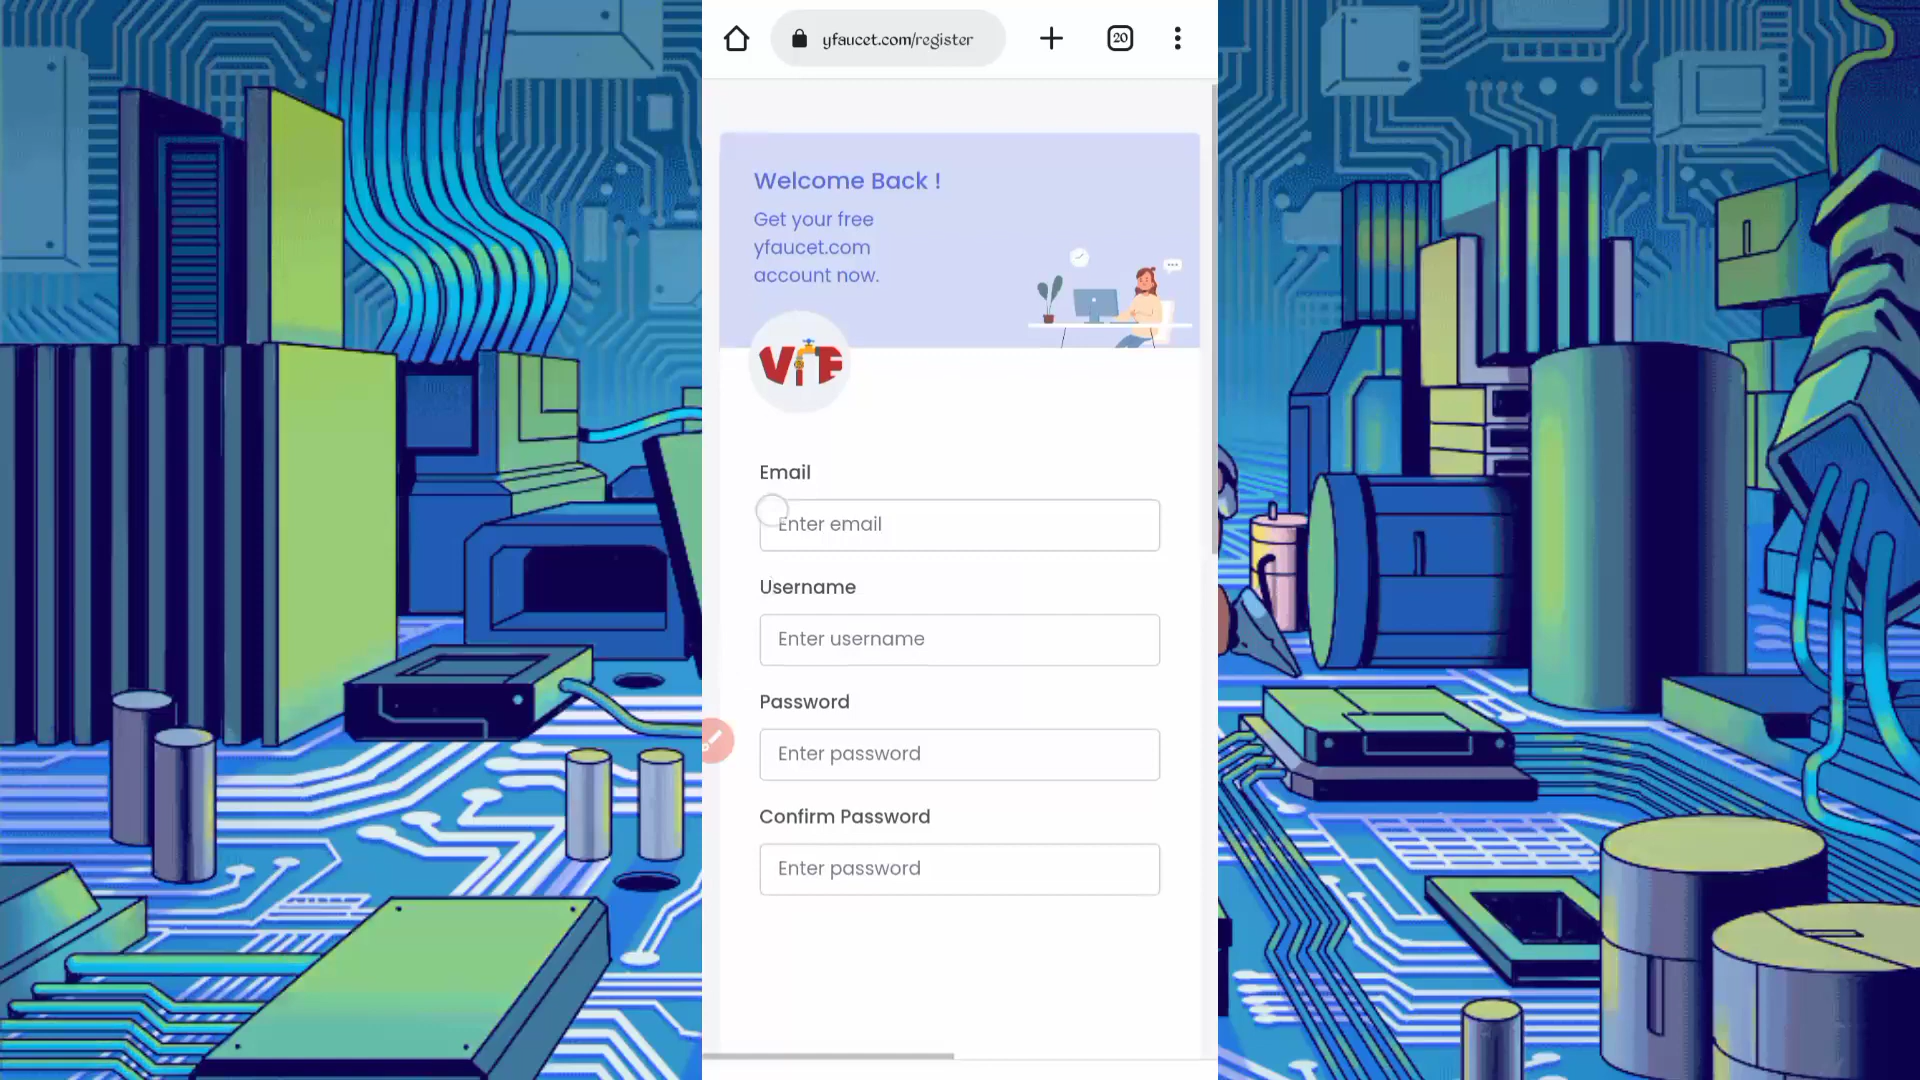 yfaucet.com/register
20
Welcome Back !
Get your free
yfaucet.com
account now.
Email
Enter email
Username
Enter username
Password
Enter password
Confirm Password
Enter password